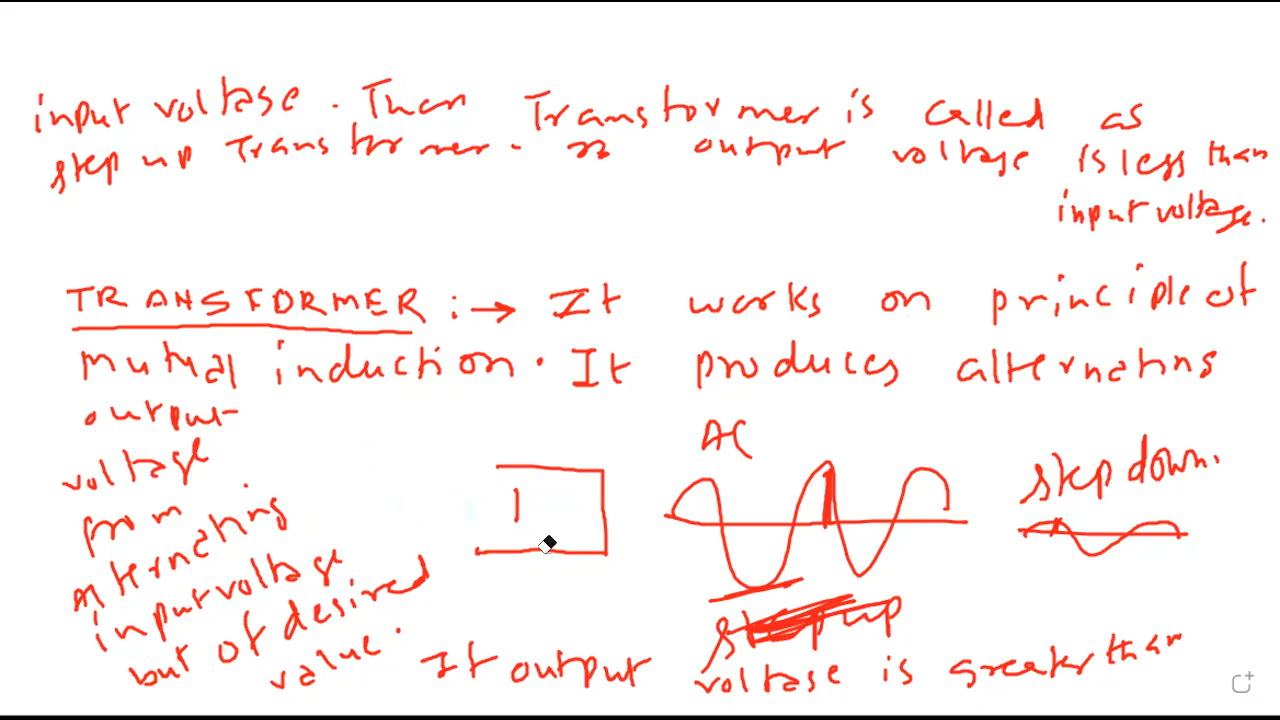 input voltage. Then Transformer is called as
step up Transformer. output voltage is less than
input voltage.
TRANSFORMER :→ It works on principle of
mutual induction. It produces alternating
output
voltage
from
alternating
input voltage
but of desired
value.
AC
step down.
step up
It output voltage is greater than